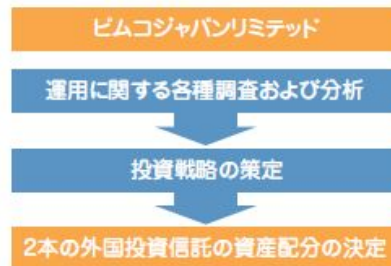 ピムコジャパンリミテッド*
運用に関する各種調査および分析
投資戦略の策定
2本の外国投資信託の資産配分の決定